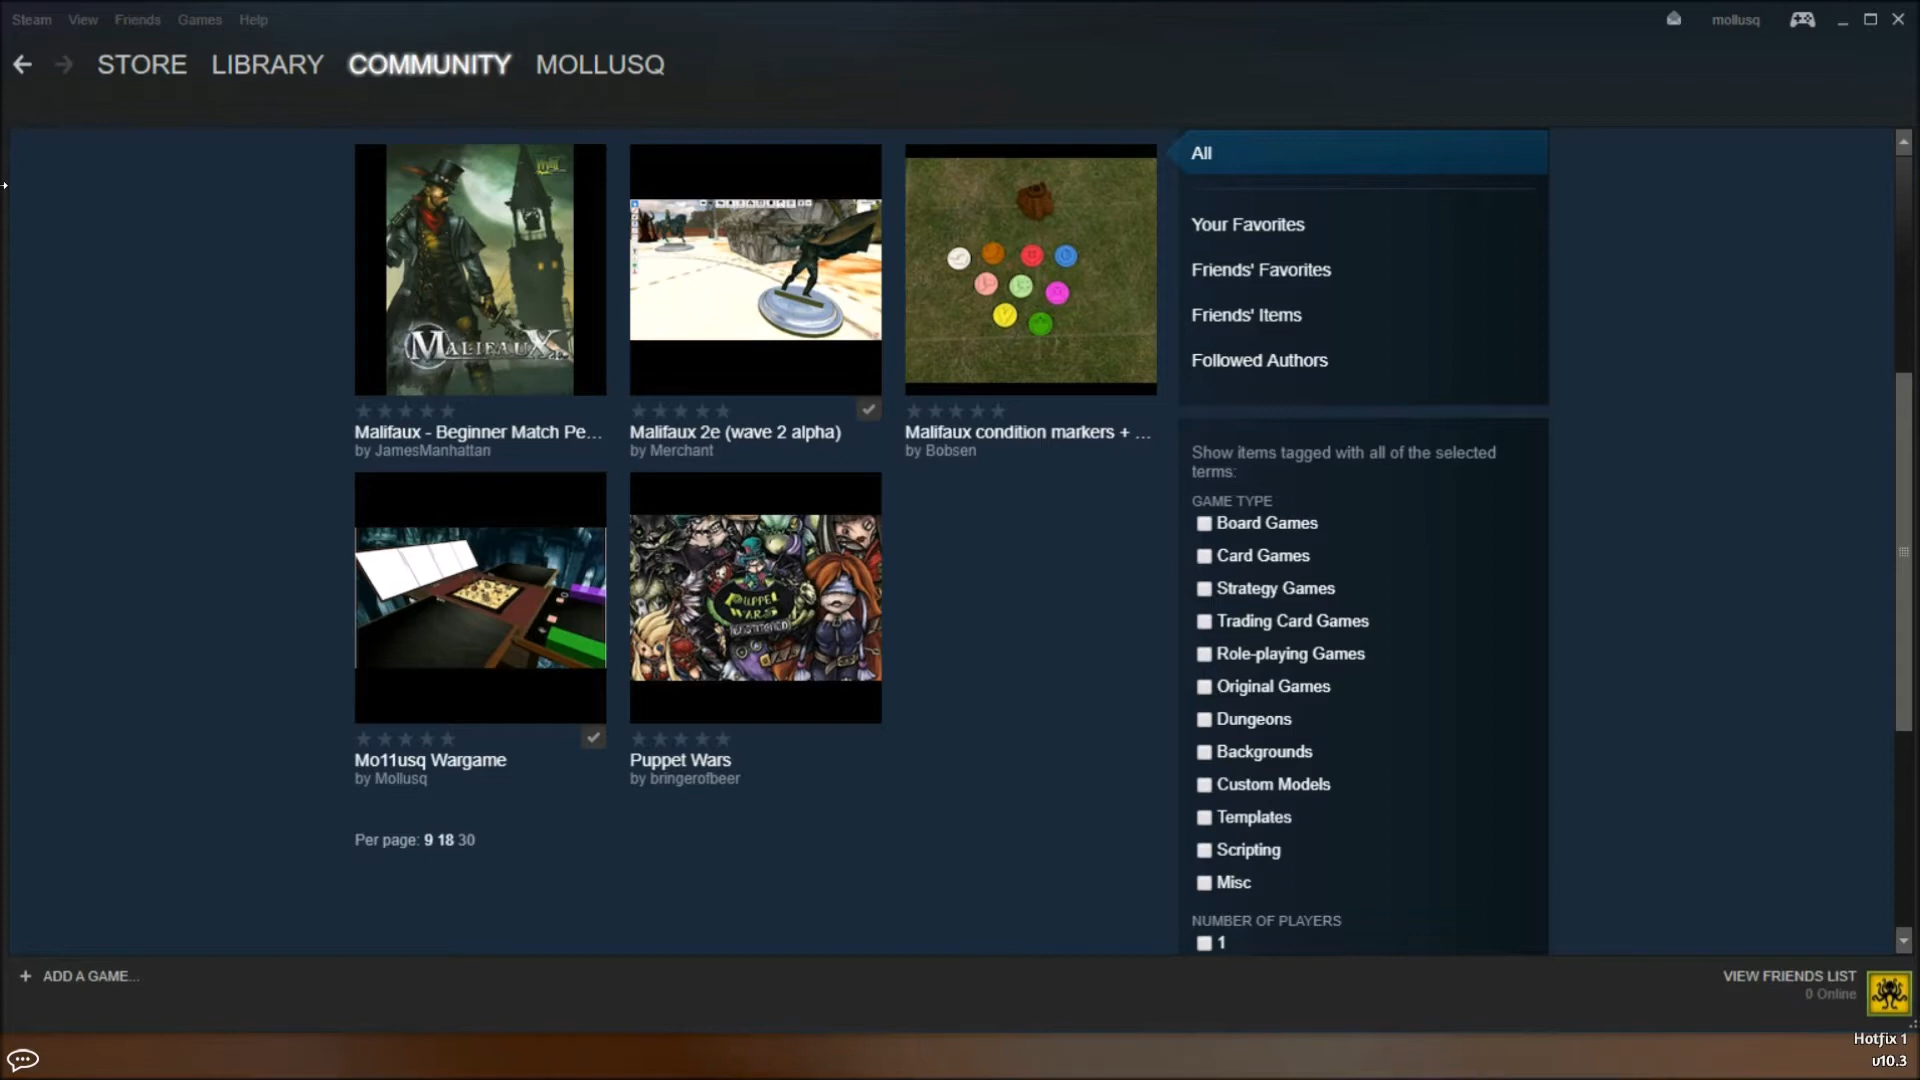 Steam View Friends Games Help
mollusq
STORE LIBRARY COMMUNITY MOLLUSQ
MALIFAUX
Malifaux - Beginner Match Pe...
by JamesManhattan
Malifaux 2e (wave 2 alpha)
by Merchant
Malifaux condition markers + ...
by Bobsen
Mo11usq Wargame
by Mollusq
PUPPET
WARS
UNSTITCHED
Puppet Wars
by bringerofbeer
Per page: 9 18 30
All
Your Favorites
Friends' Favorites
Friends' Items
Followed Authors
Show items tagged with all of the selected
terms:
GAME TYPE
Board Games
Card Games
Strategy Games
Trading Card Games
Role-playing Games
Original Games
Dungeons
Backgrounds
Custom Models
Templates
Scripting
Misc
NUMBER OF PLAYERS
1
+ ADD A GAME...
VIEW FRIENDS LIST
0 Online
Hotfix 1
v10.3